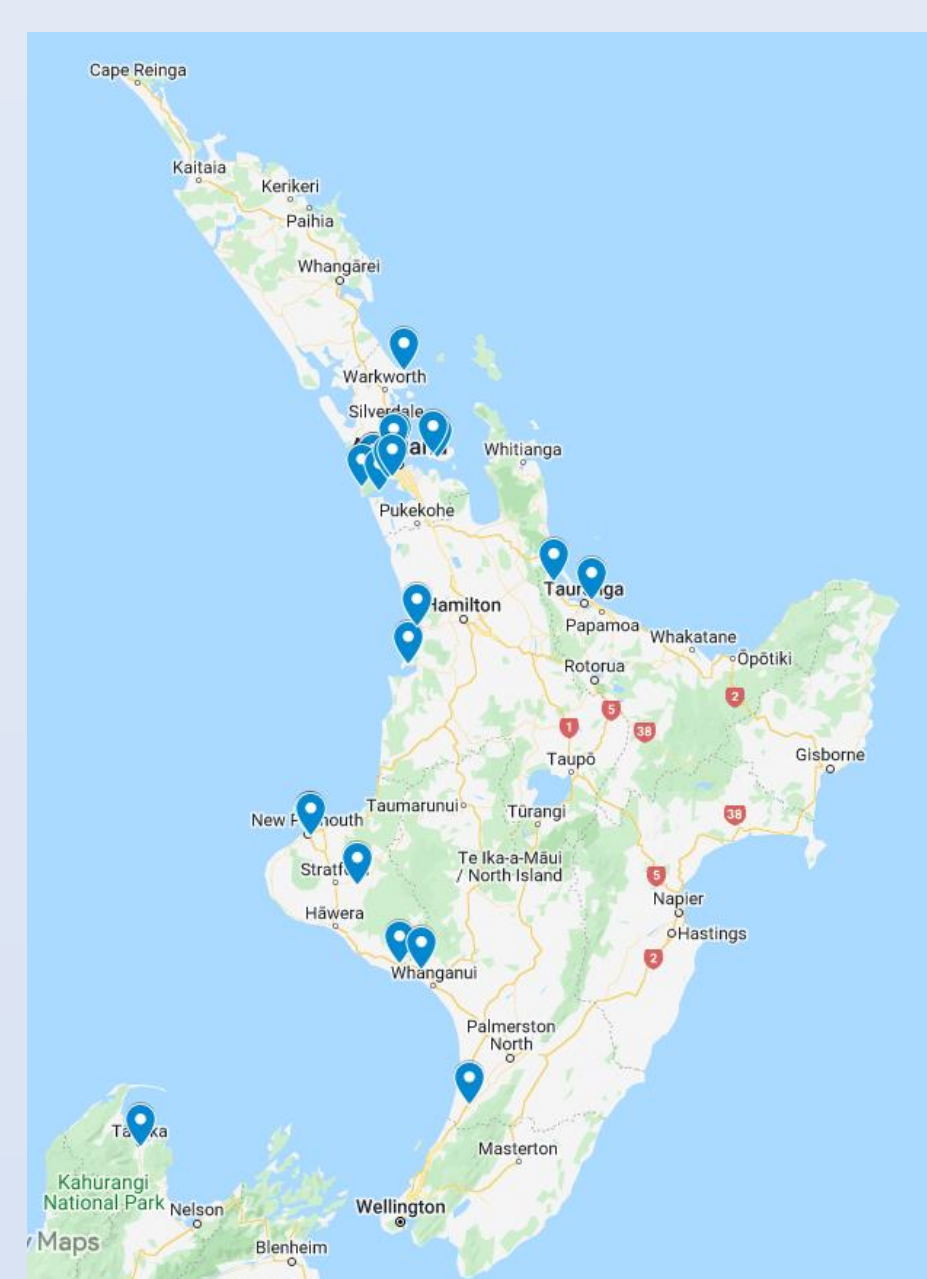 Cape Reinga
Kaitaia
Kerikeri
Paihia
Whangārei
Warkworth
Silverdale
Whitianga
Pukekohe
Hamilton
Papamoa
Whakatane
Ōpōtiki
Rotorua
2
5
1
38
Taupō
Gisborne
Taumarunui
Tūrangi
38
Te Ika-a-Māui
/ North Island
5
Napier
Hāwera
Hastings
2
Whanganui
Palmerston
North
Masterton
Kahurangi
National Park
Nelson
Wellington
Maps
Blenheim